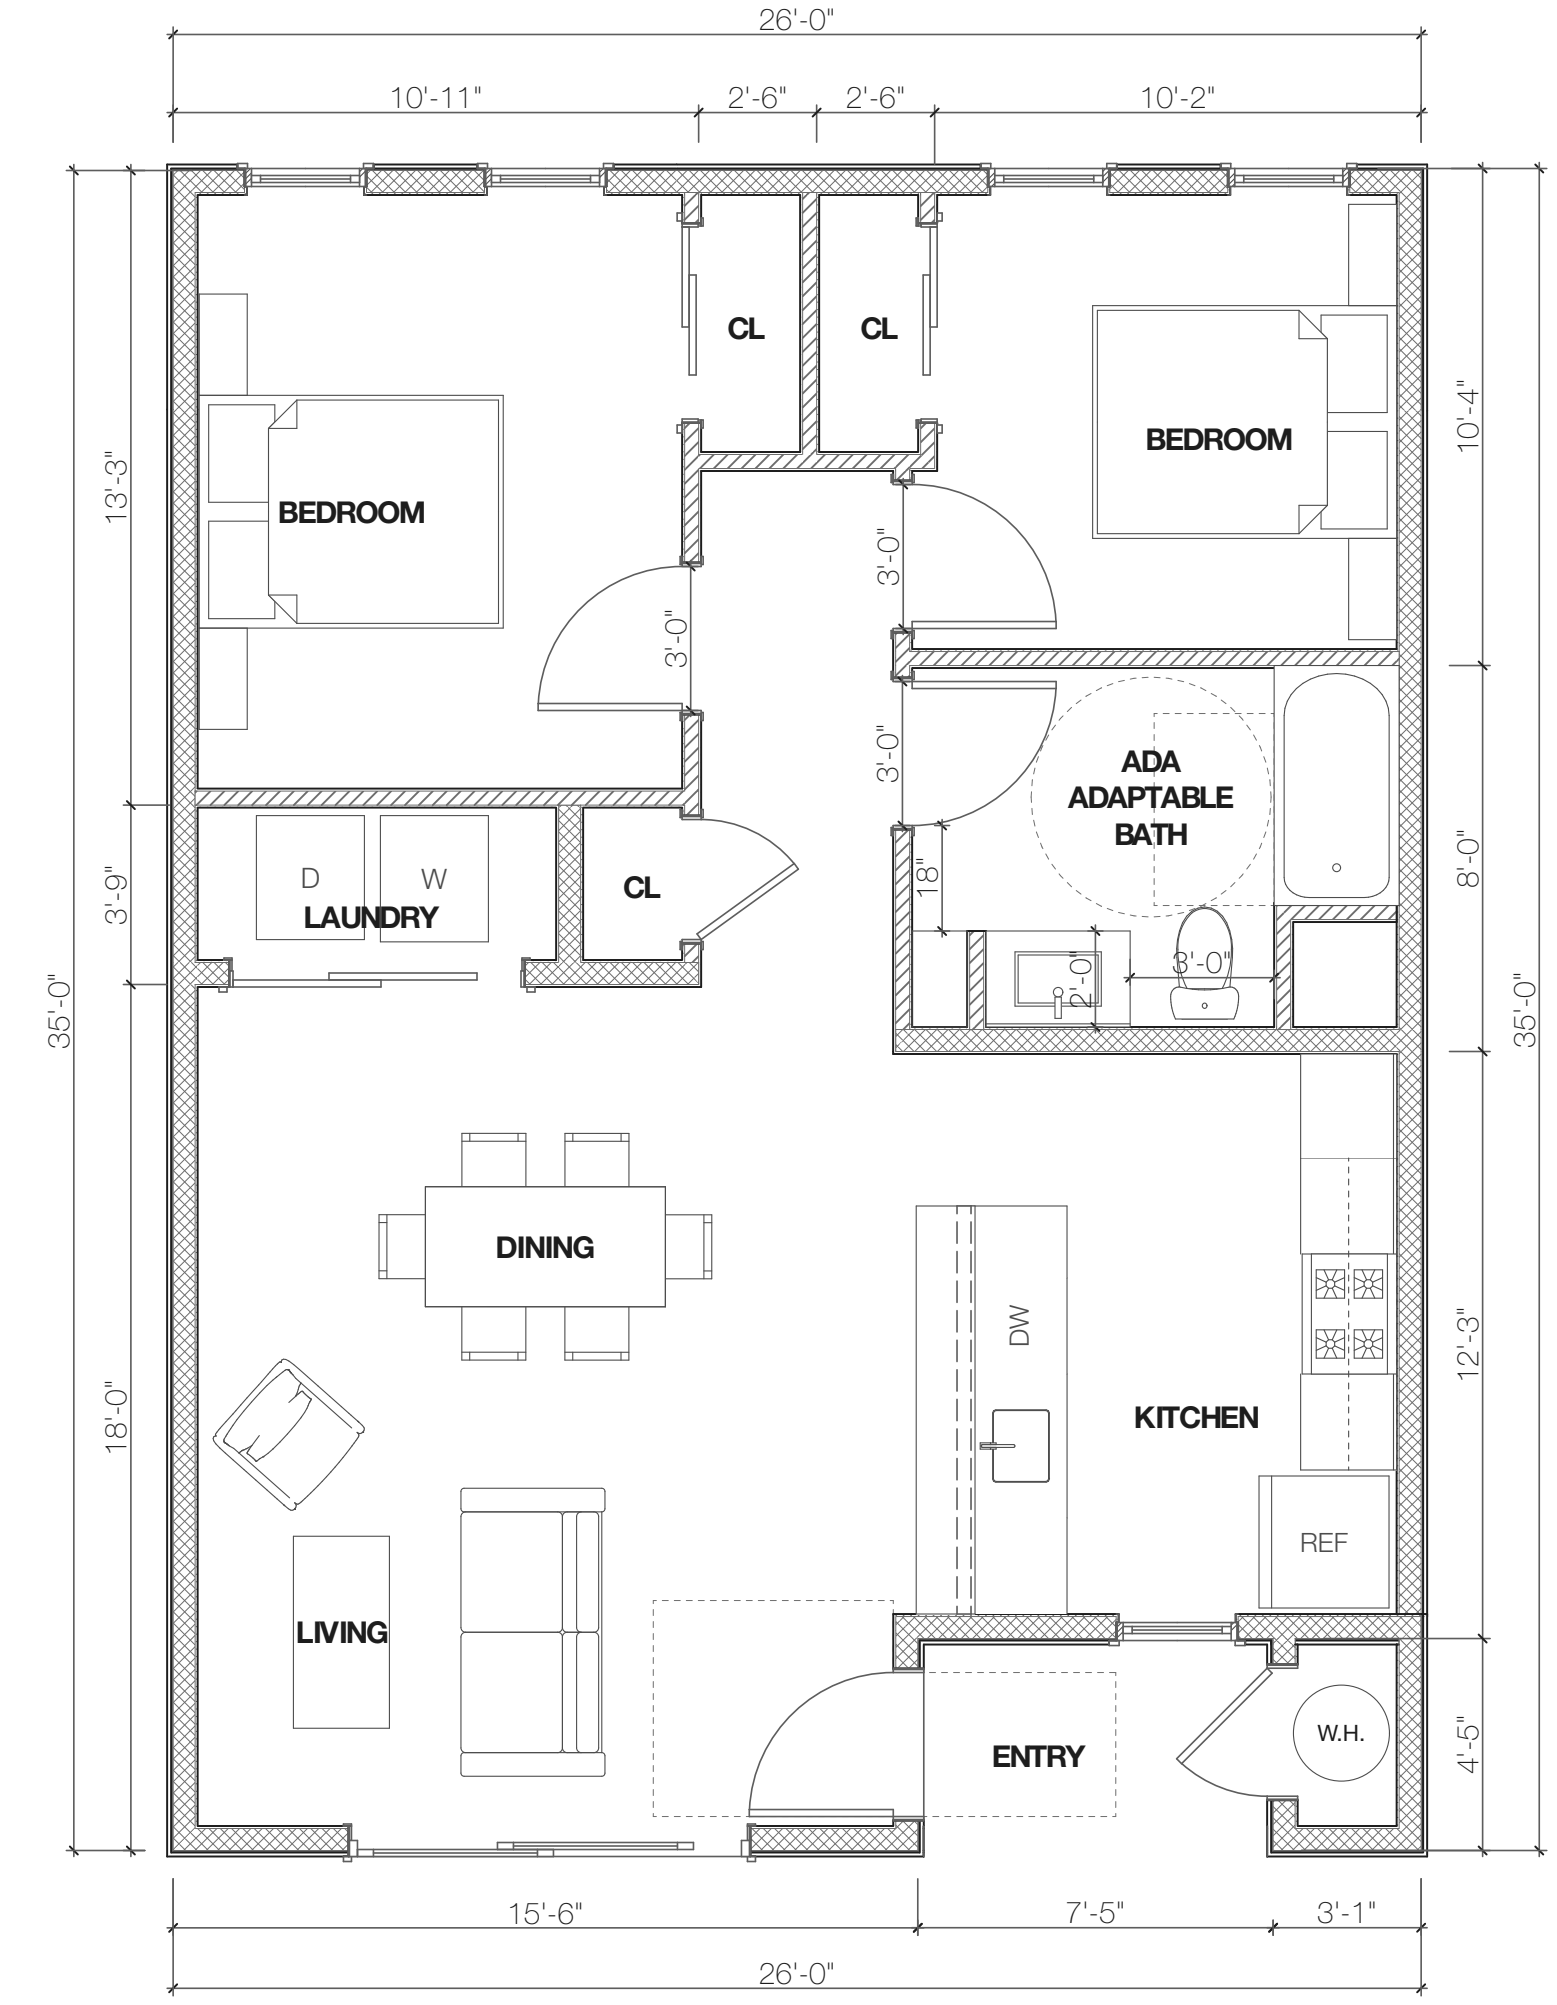 26'-0"
10'-11"
2'-6"
2'-6"
10'-2"
CL
CL
BEDROOM
10'-4"
13'-3"
BEDROOM
3'-0"
3'-0"
3'-0"
ADA
ADAPTABLE
BATH
8'-0"
18"
D
W
LAUNDRY
CL
3'-9"
2'-0"
3'-0"
35'-0"
35'-0"
DINING
DW
12'-3"
KITCHEN
18'-0"
REF
LIVING
ENTRY
W.H.
4'-5"
15'-6"
7'-5"
3'-1"
26'-0"